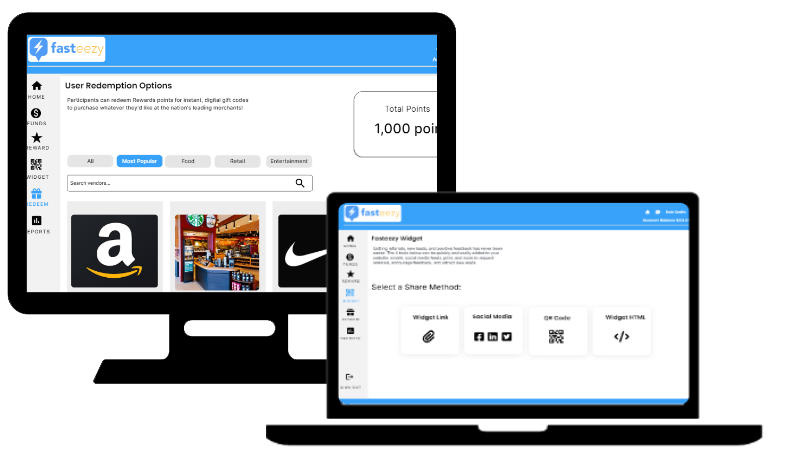 fasteezy
User Redemption Options
Participants can redeem Rewards points for instant, digital gift codes
to purchase whatever they'd like at the nation's leading merchants!
Total Points
1,000 poin
HOME
FUNDS
REWARD
WIDGET
REDEEM
REPORTS
All
Most Popular
Food
Retail
Entertainment
Search vendors...
a
fasteezy
Fasteezy Widget
Select a Share Method:
Widget Link
Social Media
QR Code
Widget HTML